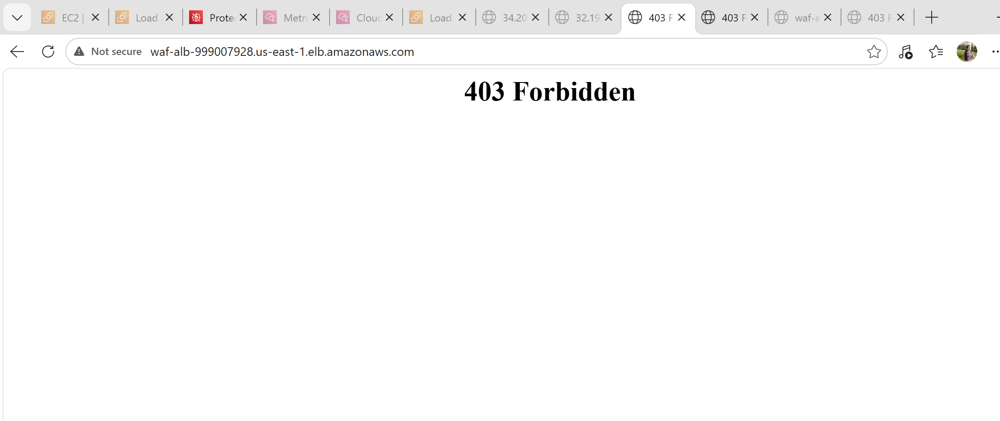 EC2 | Load Prote Metri Cloud Load 34.20 32.19 403 F 403 F waf-a 403 F
Not secure waf-alb-999007928.us-east-1.elb.amazonaws.com
403 Forbidden